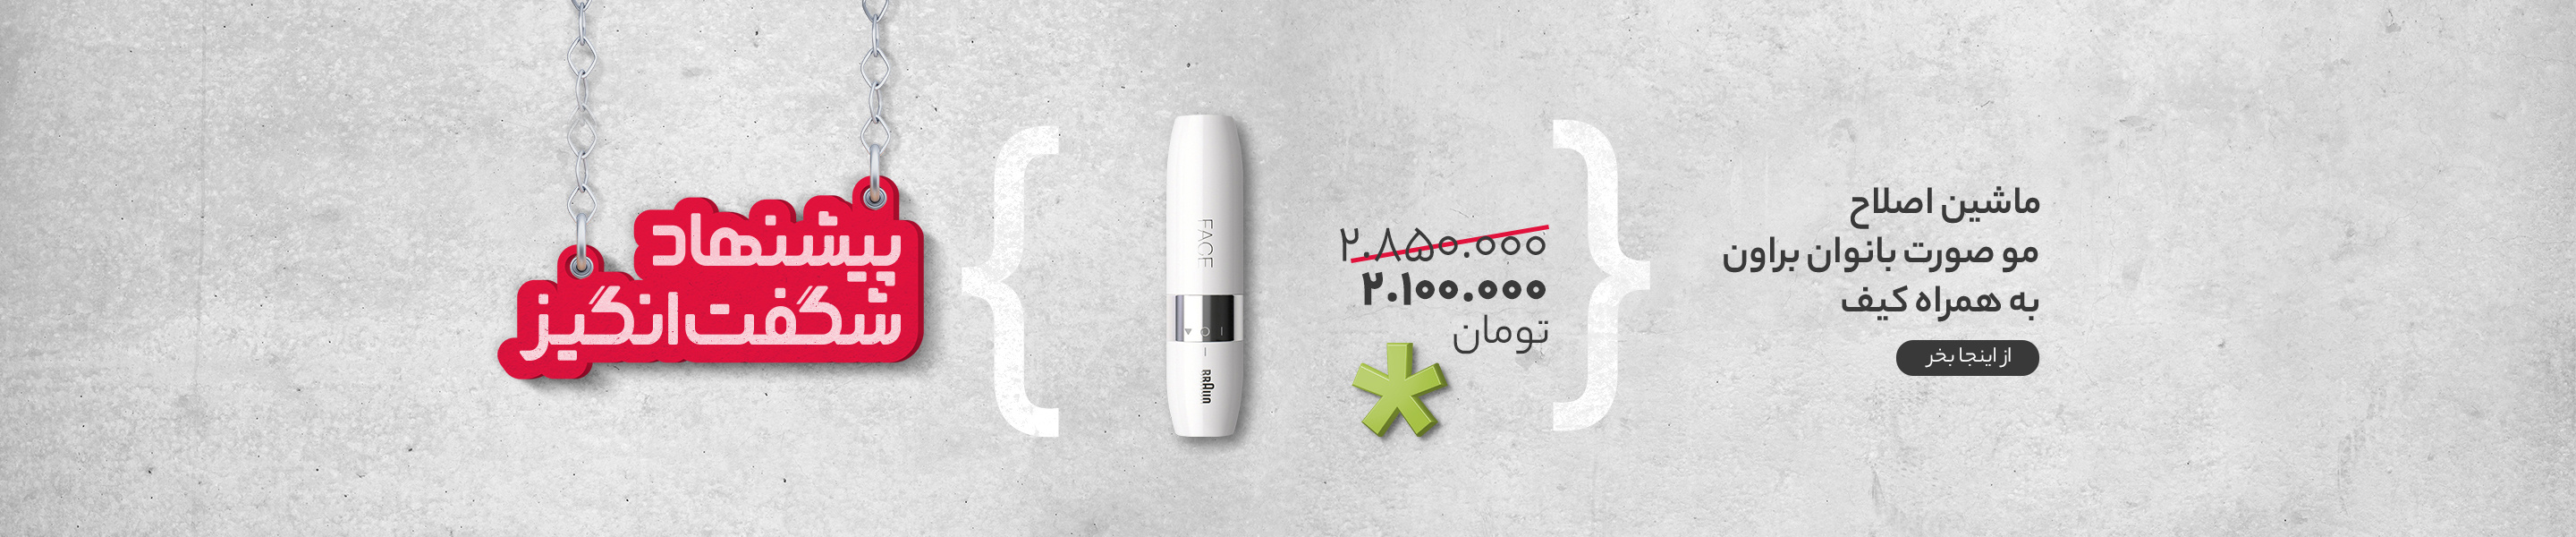 ماشین اصلاح
مو صورت بانوان براون
به همراه کیف
از اینجا بخر
۲.۸۵۰.۰۰۰
۲.۱۰۰.۰۰۰
تومان
FACE
BRAUN
پیشنهاد
شگفت‌انگیز